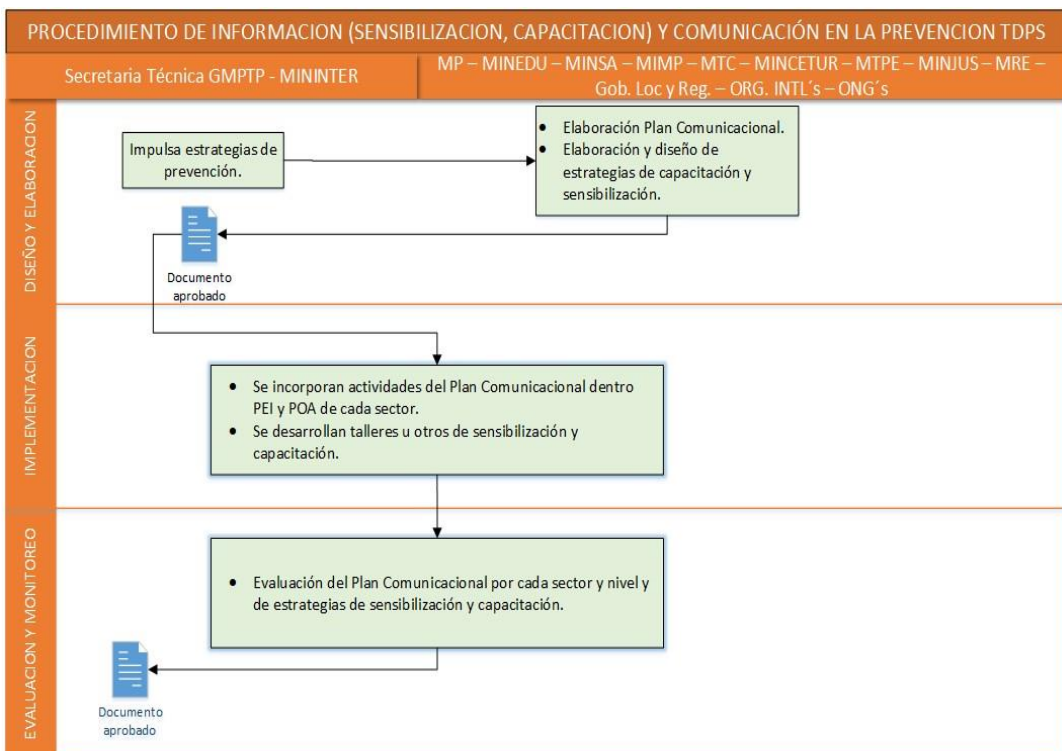 PROCEDIMIENTO DE INFORMACION (SENSIBILIZACION, CAPACITACION) Y COMUNICACIÓN EN LA PREVENCION TDPS
Secretaria Técnica GMPTP - MININTER
MP – MINEDU – MINSA – MIMP – MTC – MINCETUR – MTPE – MINJUS – MRE –
Gob. Loc y Reg. – ORG. INTL´s – ONG´s
DISEÑO Y ELABORACION
Impulsa estrategias de
prevención.
• Elaboración Plan Comunicacional.
• Elaboración y diseño de
estrategias de capacitación y
sensibilización.
Documento
aprobado
IMPLEMENTACION
• Se incorporan actividades del Plan Comunicacional dentro
PEI y POA de cada sector.
• Se desarrollan talleres u otros de sensibilización y
capacitación.
EVALUACION Y MONITOREO
• Evaluación del Plan Comunicacional por cada sector y nivel y
de estrategias de sensibilización y capacitación.
Documento
aprobado